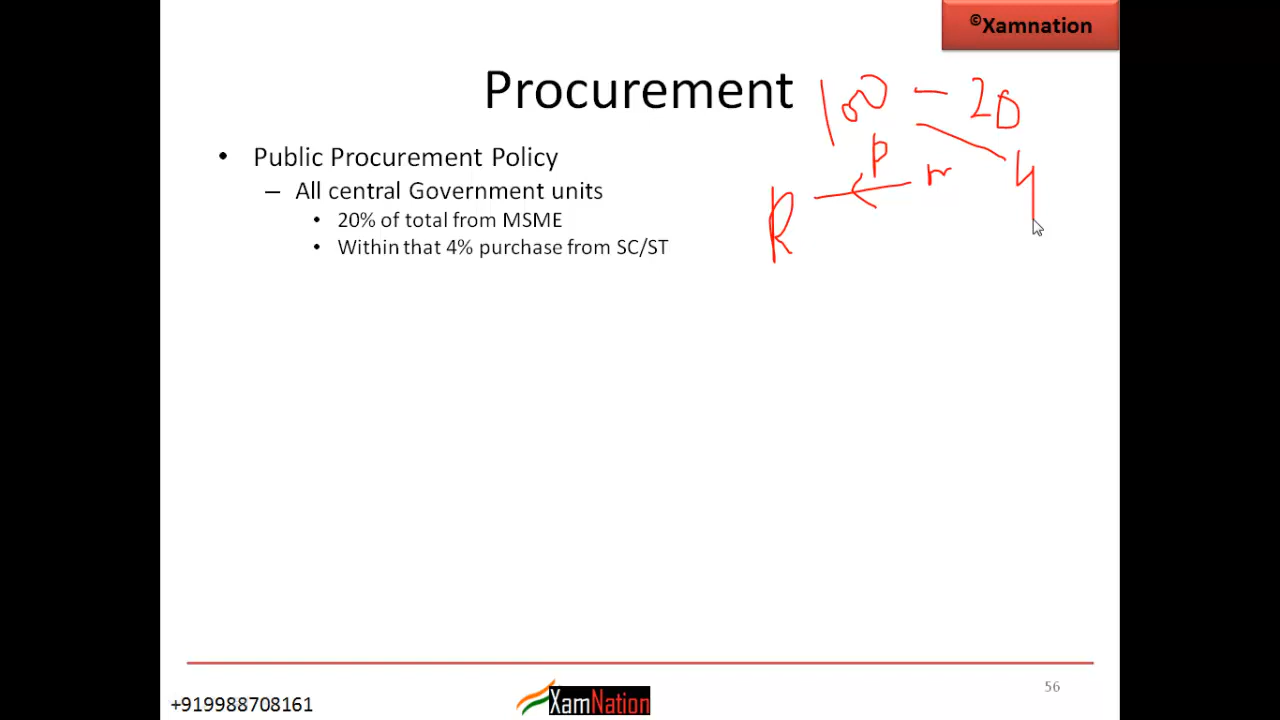 ©Xamnation
Procurement
100 - 20
• Public Procurement Policy
P
m
4
– All central Government units
R
• 20% of total from MSME
• Within that 4% purchase from SC/ST
56
+919988708161
XamNation